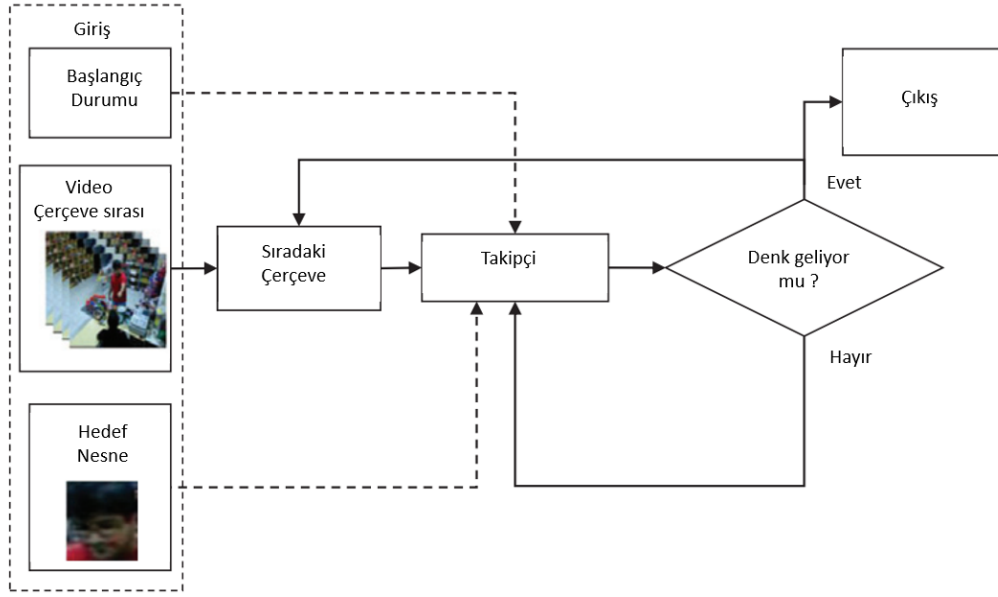 Giriş
Başlangıç
Durumu
Video
Çerçeve sırası
Hedef
Nesne
Sıradaki
Çerçeve
Takipçi
Denk geliyor
mu ?
Evet
Hayır
Çıkış